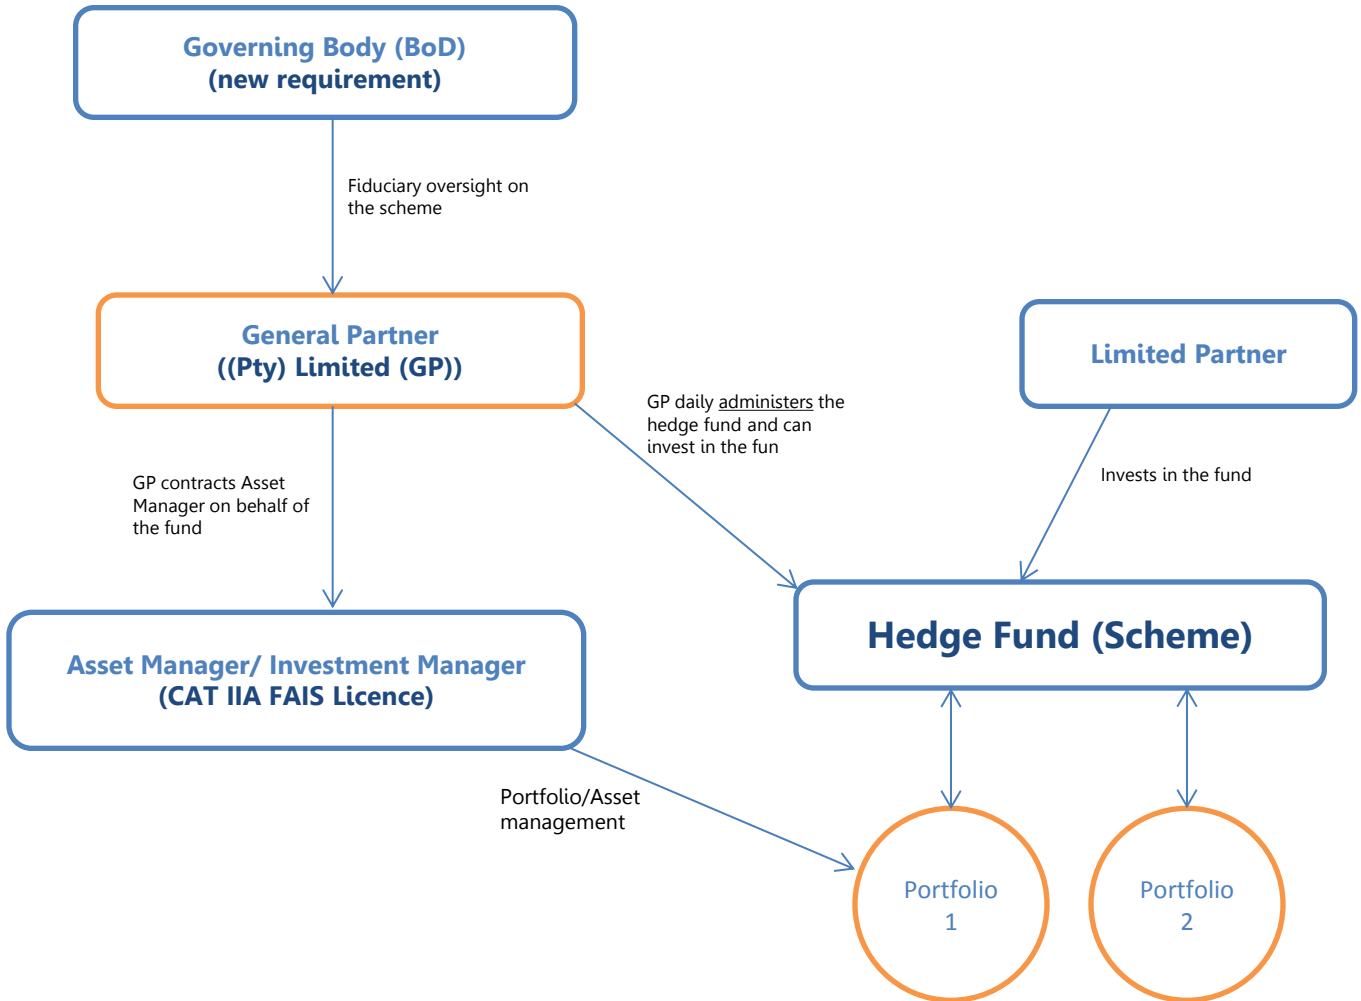 Governing Body (BoD)
(new requirement)
Fiduciary oversight on
the scheme
General Partner
((Pty) Limited (GP))
Limited Partner
GP daily administers the
hedge fund and can
invest in the fun
Invests in the fund
GP contracts Asset
Manager on behalf of
the fund
Hedge Fund (Scheme)
Asset Manager/ Investment Manager
(CAT IIA FAIS Licence)
Portfolio/Asset
management
Portfolio
1
Portfolio
2